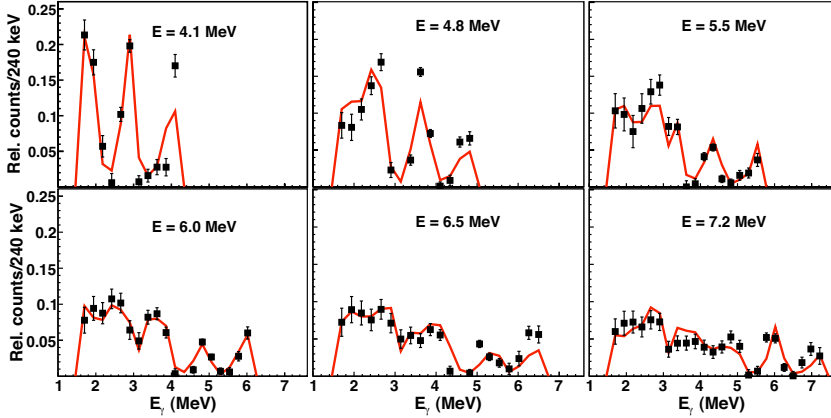 Rel. counts/240 keV
0.25
0.2
0.15
0.1
0.05
E = 4.1 MeV
E = 4.8 MeV
E = 5.5 MeV
Rel. counts/240 keV
0.25
0.2
0.15
0.1
0.05
E = 6.0 MeV
E = 6.5 MeV
E = 7.2 MeV
1 2 3 4 5 6 7 1 2 3 4 5 6 7 1 2 3 4 5 6 7
Eγ (MeV) Eγ (MeV) Eγ (MeV)